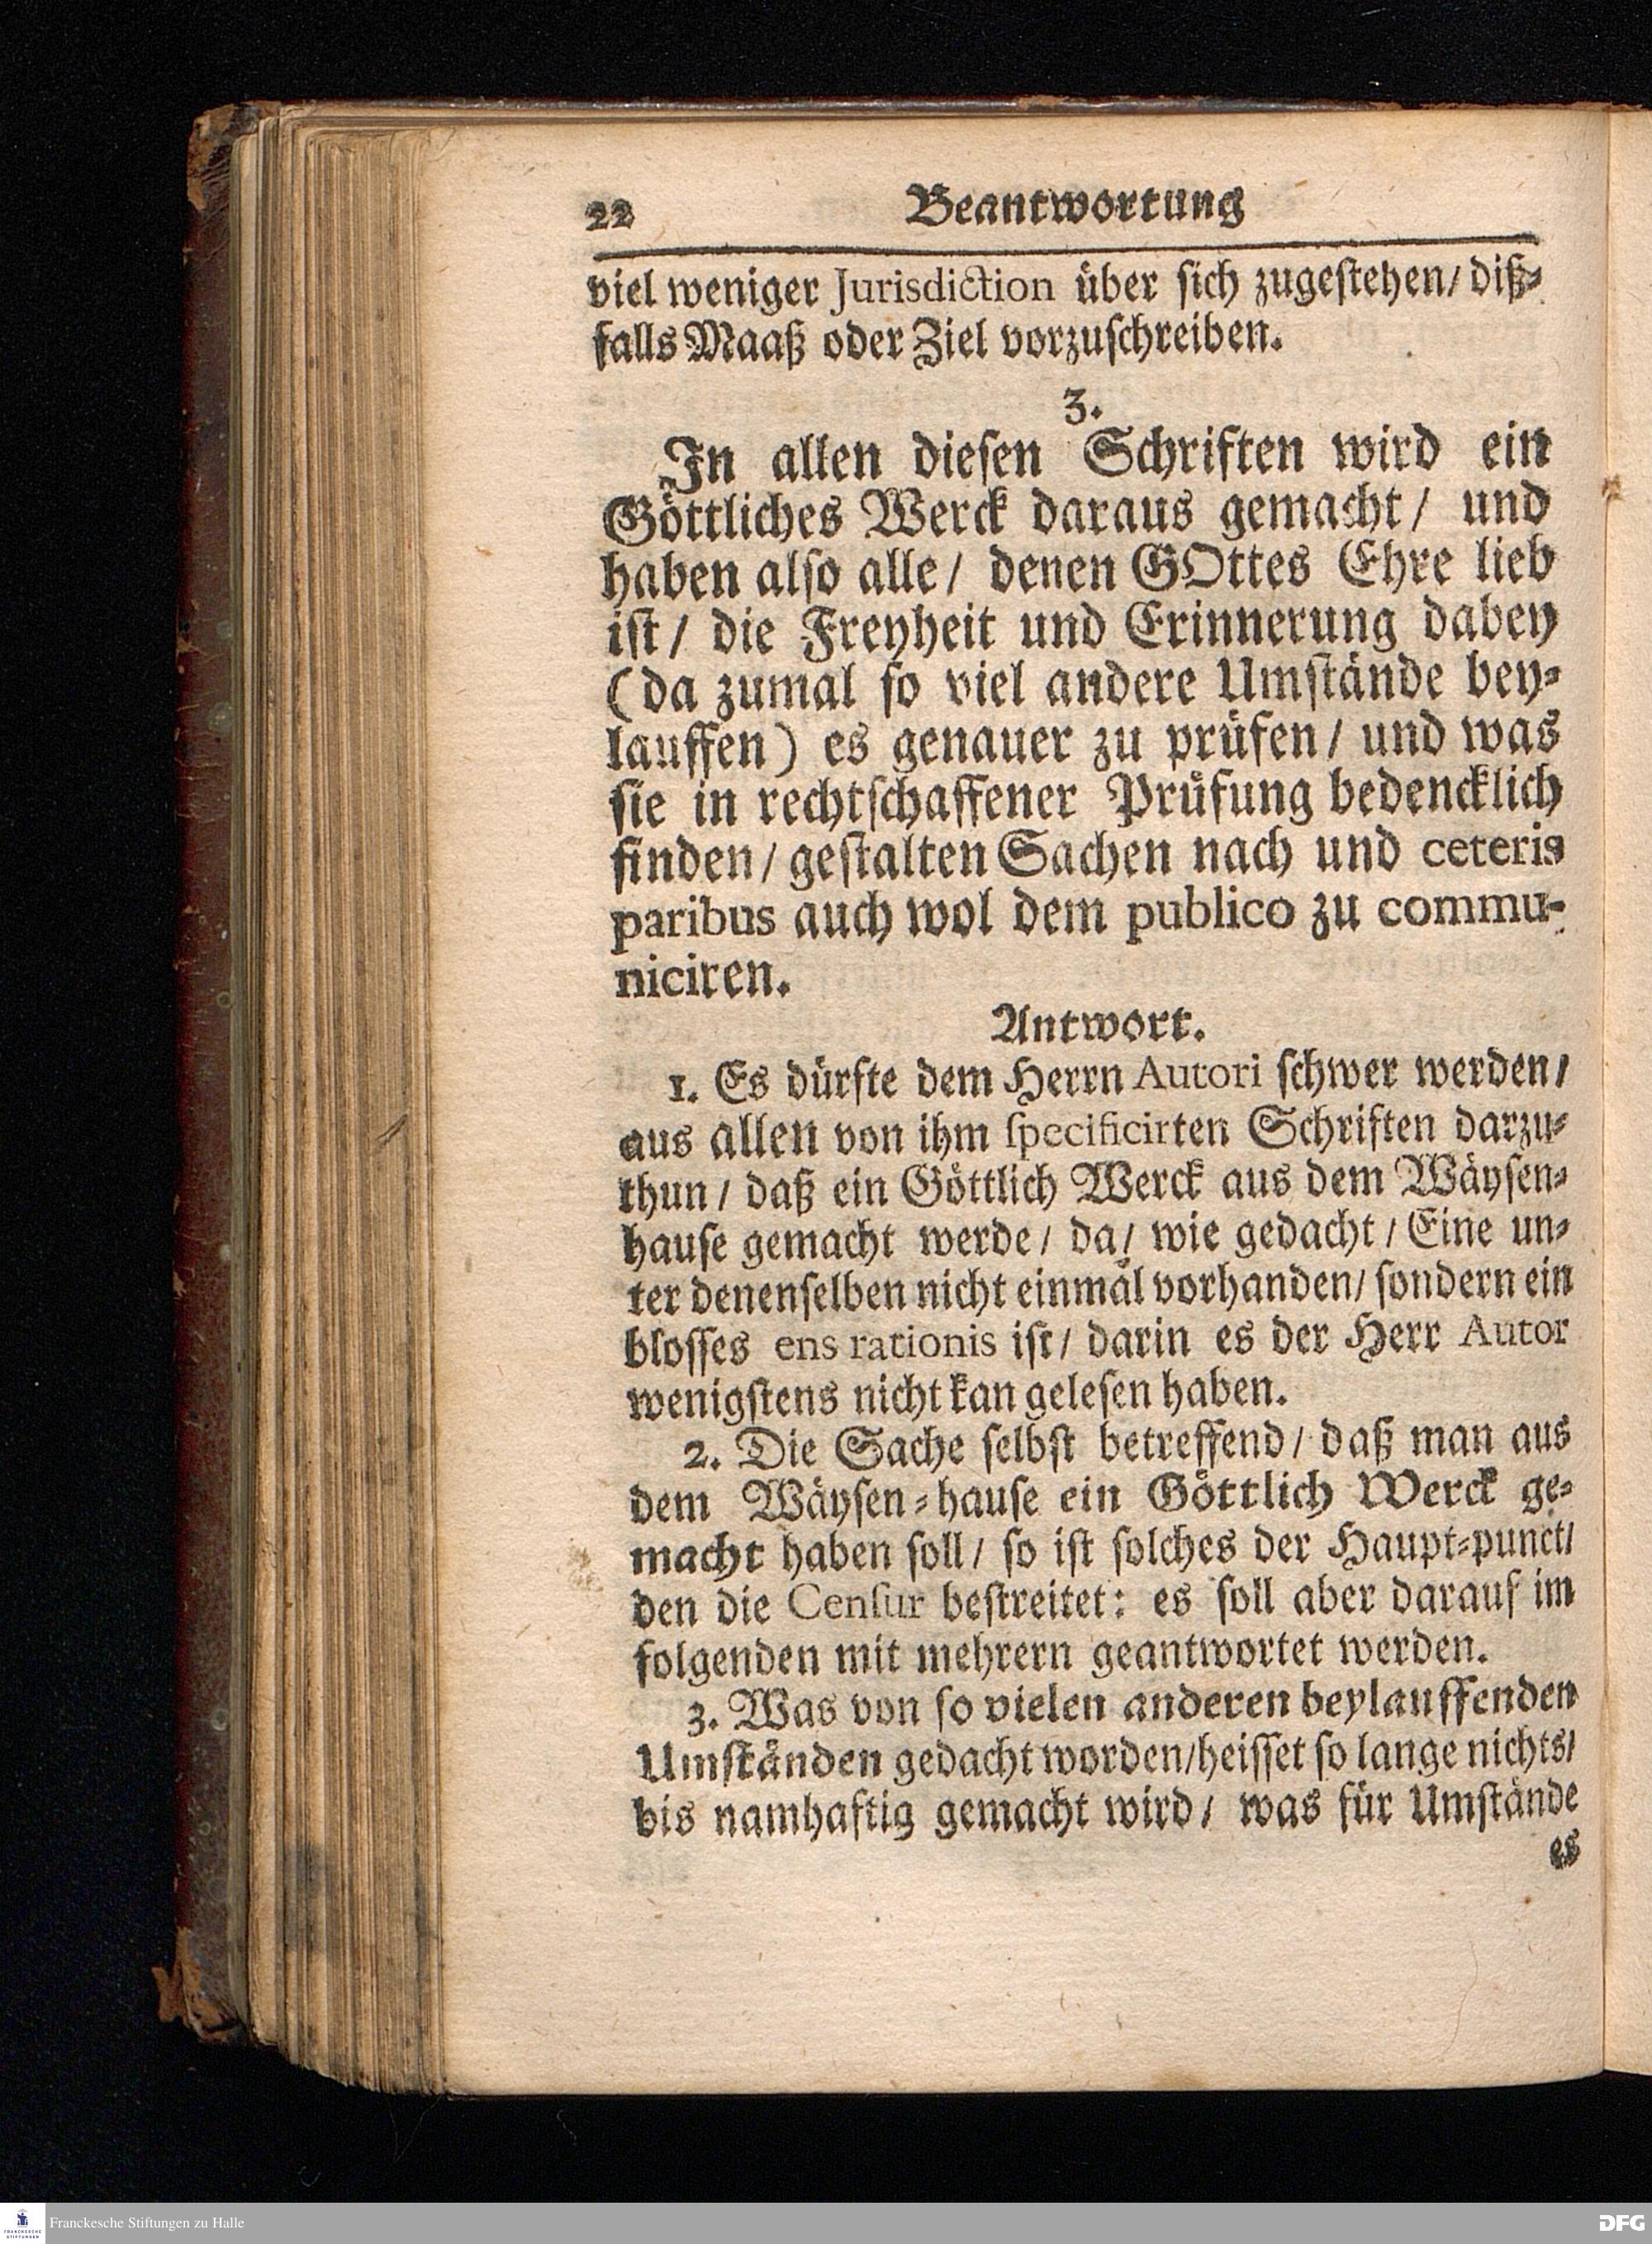 22 Beantwortung
viel weniger Jurisdiction über sich zugestehen/ diß-
falls Maaß oder Ziel vorzuschreiben.
3.
In allen diesen Schriften wird ein
Göttliches Werck daraus gemacht/ und
haben also alle/ denen GOttes Ehre lieb
ist/ die Freyheit und Erinnerung dabey
(da zumal so viel andere Umstände bey-
lauffen) es genauer zu prüfen/ und was
sie in rechtschaffener Prüfung bedencklich
finden/ gestalten Sachen nach und ceteris
paribus auch wol dem publico zu commu-
niciren.
Antwort.
1. Es dürfte dem Herrn Autori schwer werden/
aus allen von ihm specificirten Schriften darzu-
thun/ daß ein Göttlich Werck aus dem Wäysen-
hause gemacht werde/ da/ wie gedacht/ Eine un-
ter denenselben nicht einmal vorhanden/ sondern ein
blosses ens rationis ist/ darin es der Herr Autor
wenigstens nicht kan gelesen haben.
2. Die Sache selbst betreffend/ daß man aus
dem Wäysen-hause ein Göttlich Werck ge-
macht haben soll/ so ist solches der Haupt-punct/
den die Censur bestreitet: es soll aber darauf im
folgenden mit mehrern geantwortet werden.
3. Was von so vielen anderen beylauffenden
Umständen gedacht worden/heisset so lange nichts/
bis namhaftig gemacht wird/ was für Umstände
es
FRANCKESCHE
STIFTUNGEN
Franckesche Stiftungen zu Halle
DFG